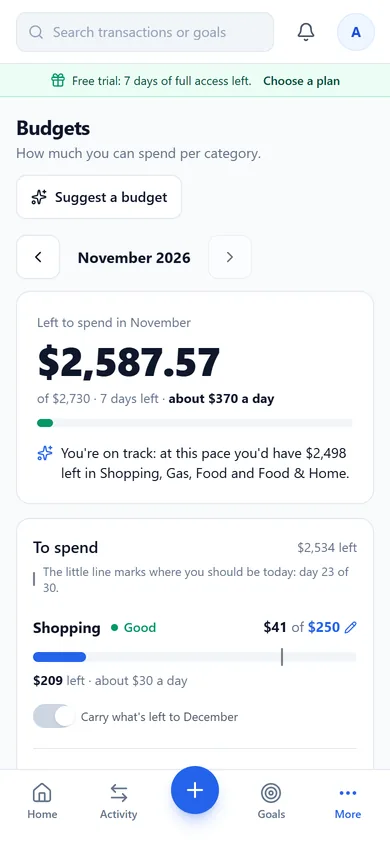 Search transactions or goals
A
Free trial: 7 days of full access left. Choose a plan
Budgets
How much you can spend per category.
Suggest a budget
November 2026
Left to spend in November
$2,587.57
of $2,730 · 7 days left · about $370 a day
You're on track: at this pace you'd have $2,498
left in Shopping, Gas, Food and Food & Home.
To spend
$2,534 left
The little line marks where you should be today: day 23 of
30.
Shopping
Good
$41 of $250
$209 left · about $30 a day
Carry what's left to December
Home
Activity
Goals
More